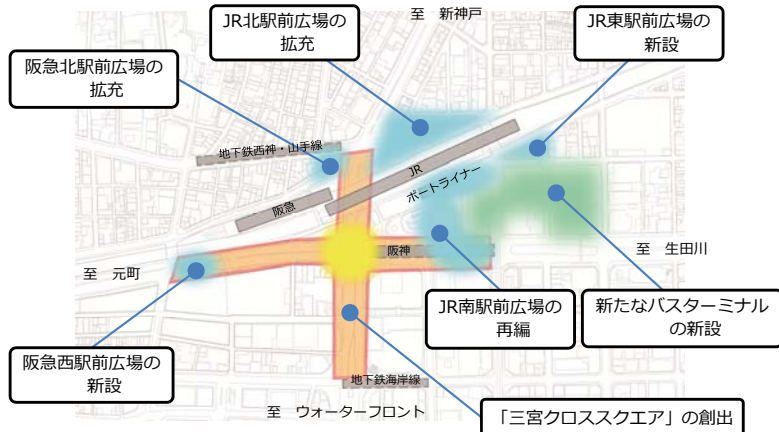 JR北駅前広場の
拡充
至 新神戸
JR東駅前広場の
新設
阪急北駅前広場の
拡充
地下鉄西神・山手線
JR
ポートライナー
阪急
阪神
至 生田川
至 元町
JR南駅前広場の
再編
新たなバスターミナル
の新設
阪急西駅前広場の
新設
地下鉄海岸線
至 ウォーターフロント
「三宮クロススクエア」の創出